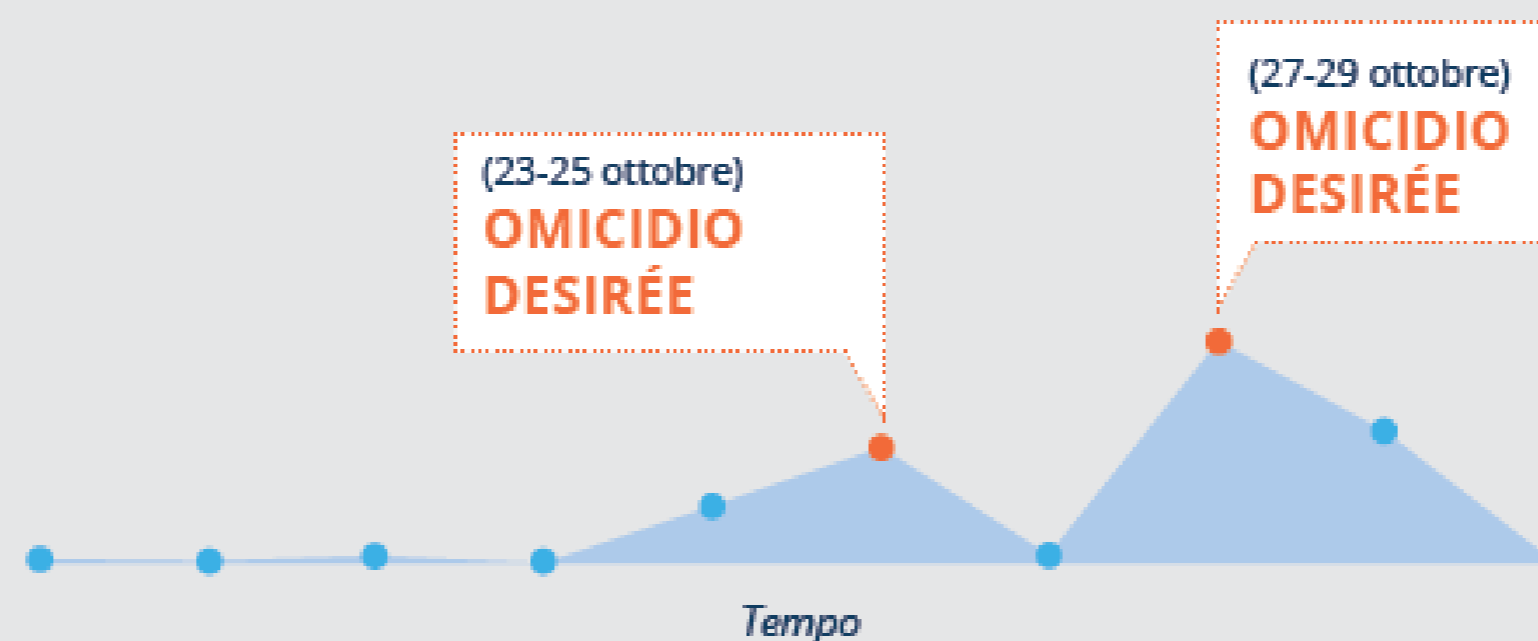 (27-29 ottobre)
OMICIDIO
DESIRÉE
(23-25 ottobre)
OMICIDIO
DESIRÉE
Tempo